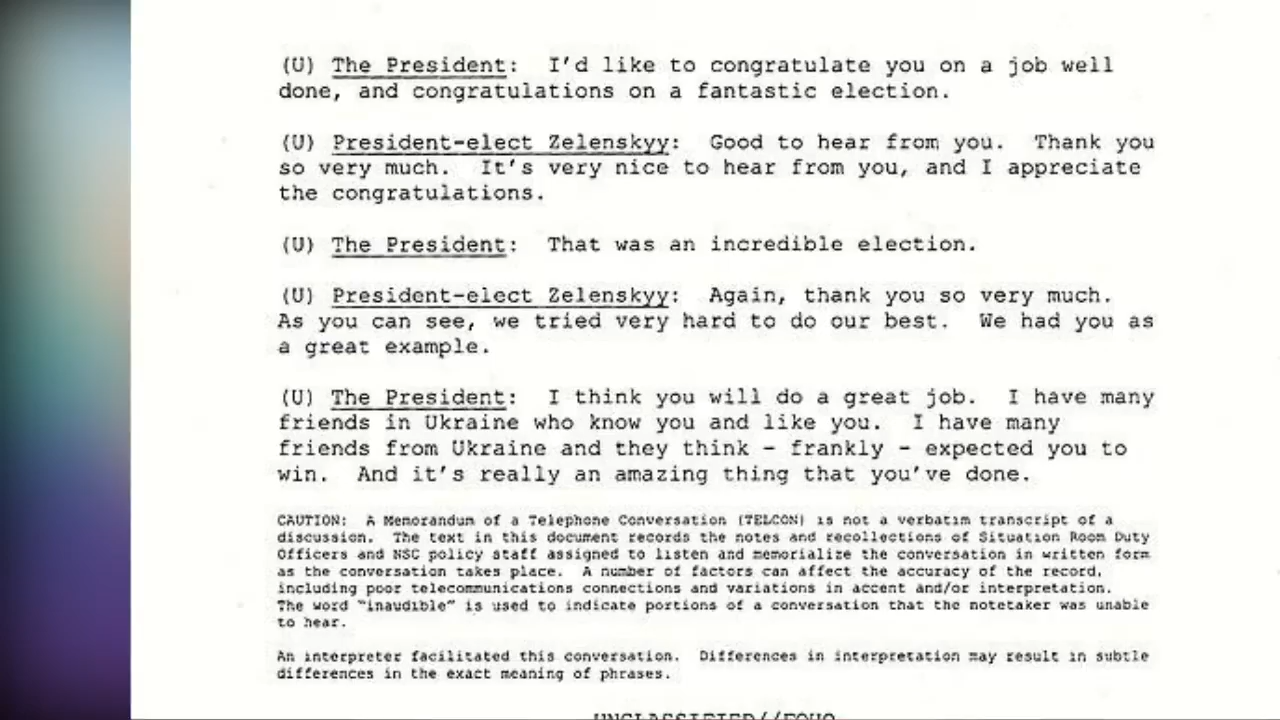 (U) The President: I'd like to congratulate you on a job well
done, and congratulations on a fantastic election.
(U) President-elect Zelenskyy: Good to hear from you. Thank you
so very much. It's very nice to hear from you, and I appreciate
the congratulations.
(U) The President: That was an incredible election.
(U) President-elect Zelenskyy: Again, thank you so very much.
As you can see, we tried very hard to do our best. We had you as
a great example.
(U) The President: I think you will do a great job. I have many
friends in Ukraine who know you and like you. I have many
friends from Ukraine and they think - frankly - expected you to
win. And it's really an amazing thing that you've done.
CAUTION: A Memorandum of a Telephone Conversation (TELCON) is not a verbatim transcript of a
discussion. The text in this document records the notes and recollections of Situation Room Duty
Officers and NSC policy staff assigned to listen and memorialize the conversation in written form
as the conversation takes place. A number of factors can affect the accuracy of the record,
including poor telecommunications connections and variations in accent and/or interpretation.
The word "inaudible" is used to indicate portions of a conversation that the notetaker was unable
to hear.
An interpreter facilitated this conversation. Differences in interpretation may result in subtle
differences in the exact meaning of phrases.
UNCLASSIFIED//FOUO